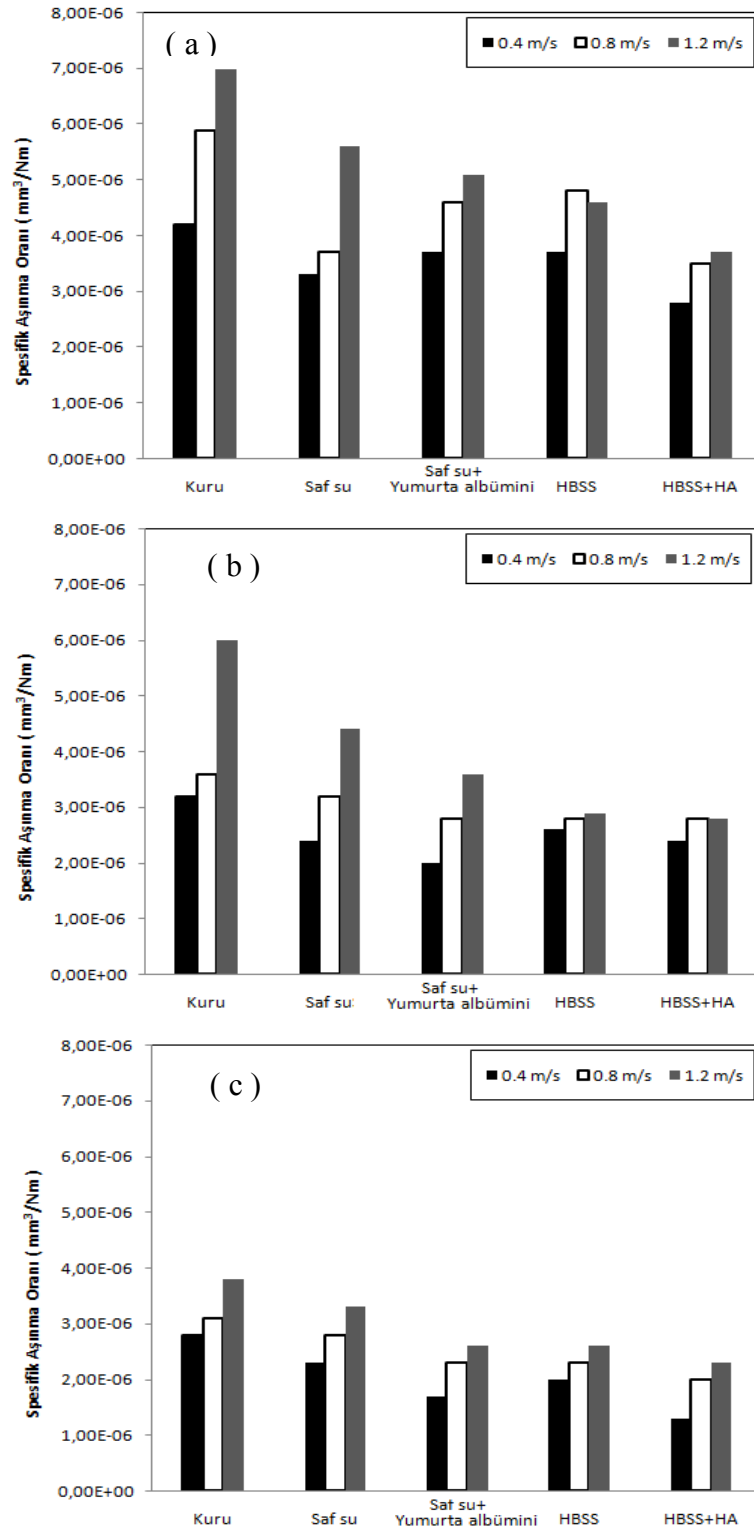 8,00E-06
7,00E-06
6,00E-06
5,00E-06
4,00E-06
3,00E-06
2,00E-06
1,00E-06
0,00E+00
Spesifik Aşınma Oranı ( mm³/Nm)
( a )
0.4 m/s 0.8 m/s 1.2 m/s
Kuru Saf su Saf su+ Yumurta albümini HBSS HBSS+HA
8,00E-06
7,00E-06
6,00E-06
5,00E-06
4,00E-06
3,00E-06
2,00E-06
1,00E-06
0,00E+00
Spesifik Aşınma Oranı ( mm³/Nm)
( b )
0.4 m/s 0.8 m/s 1.2 m/s
Kuru Saf su Saf su+ Yumurta albümini HBSS HBSS+HA
8,00E-06
7,00E-06
6,00E-06
5,00E-06
4,00E-06
3,00E-06
2,00E-06
1,00E-06
0,00E+00
Spesifik Aşınma Oranı ( mm³/Nm)
( c )
0.4 m/s 0.8 m/s 1.2 m/s
Kuru Saf su Saf su+ Yumurta albümini HBSS HBSS+HA